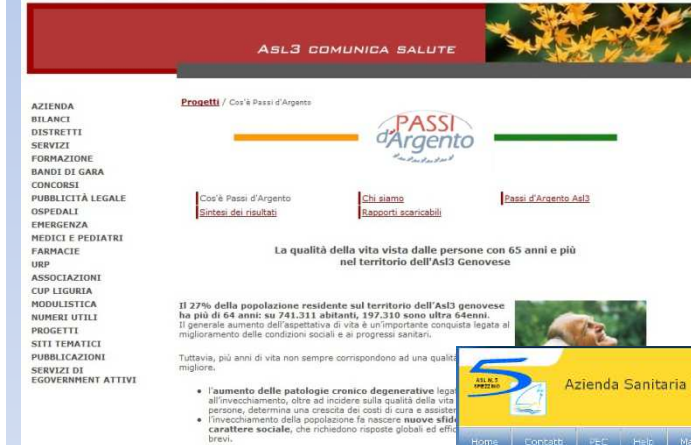 ASL3 COMUNICA SALUTE
AZIENDA
BILANCI
DISTRETTI
SERVIZI
FORMAZIONE
BANDI DI GARA
CONCORSI
PUBBLICITÀ LEGALE
OSPEDALI
EMERGENZA
MEDICI E PEDIATRI
FARMACIE
URP
ASSOCIAZIONI
CUP LIGURIA
MODULISTICA
NUMERI UTILI
PROGETTI
SITI TEMATICI
PUBBLICAZIONI
SERVIZI DI
EGOVERNMENT ATTIVI
Progetti / Cos'è Passi d'Argento
PASSI
d'Argento
Cos'è Passi d'Argento
Chi siamo
Passi d'Argento Asl3
Sintesi dei risultati
Rapporti scaricabili
La qualità della vita vista dalle persone con 65 anni e più
nel territorio dell'Asl3 Genovese
Il 27% della popolazione residente sul territorio dell'Asl3 genovese
ha più di 64 anni: su 741.311 abitanti, 197.310 sono ultra 64enni.
Il generale aumento dell'aspettativa di vita è un'importante conquista legata al
miglioramento delle condizioni sociali e ai progressi sanitari.
Tuttavia, più anni di vita non sempre corrispondono ad una qualità
migliore.
l'aumento delle patologie cronico degenerative
all'invecchiamento, oltre ad incidere sulla qualità della vita
persone, determina una crescita dei costi di cura e
l'invecchiamento della popolazione fa nascere nuove
carattere sociale, che richiedono risposte globali ed
brevi.
5
ASL N.5
SPEZZINO
Azienda Sanitaria
Home
Contatti
PEC
Help